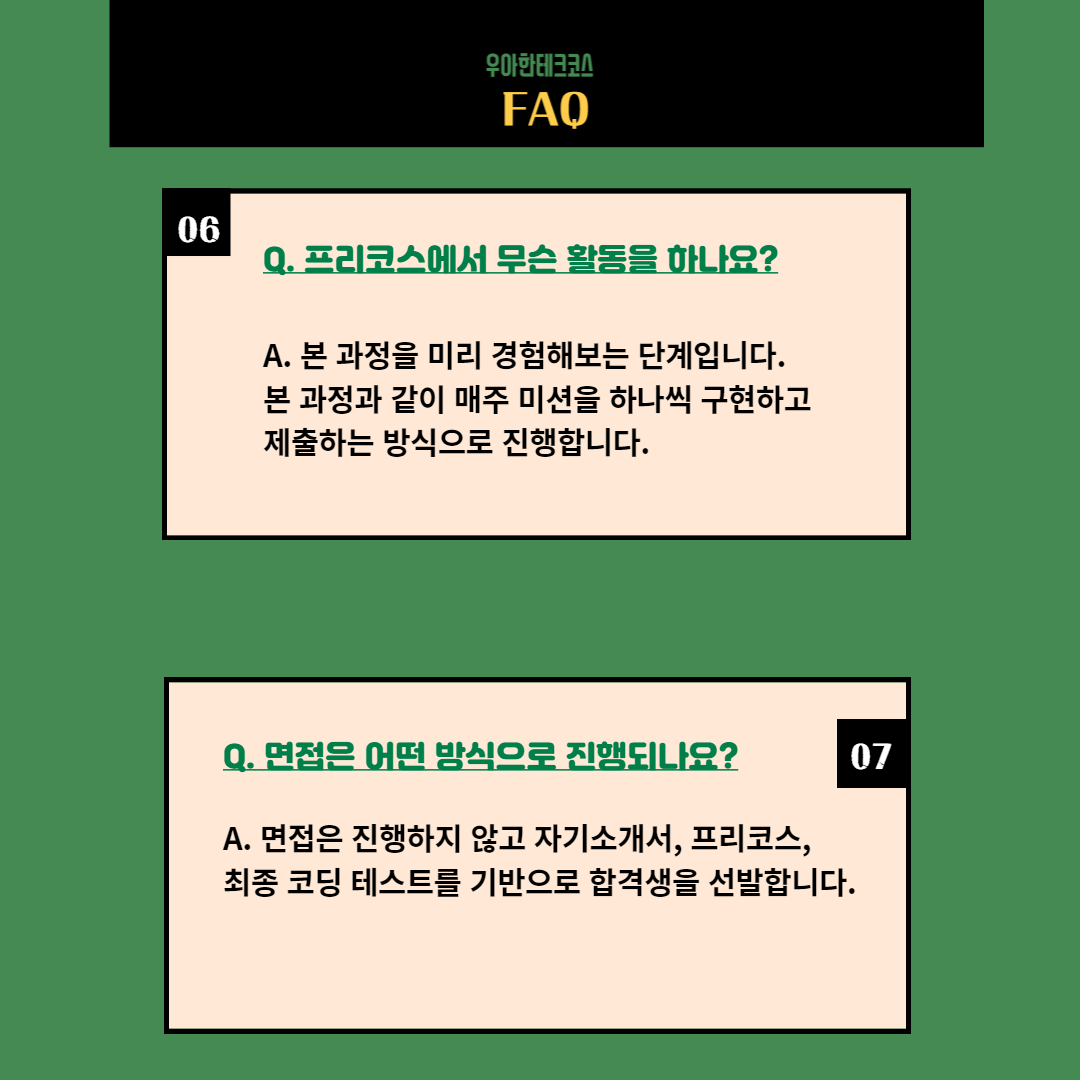 우아한테크코스
FAQ
06
Q. 프리코스에서 무슨 활동을 하나요?
A. 본 과정을 미리 경험해보는 단계입니다.
본 과정과 같이 매주 미션을 하나씩 구현하고
제출하는 방식으로 진행합니다.
07
Q. 면접은 어떤 방식으로 진행되나요?
A. 면접은 진행하지 않고 자기소개서, 프리코스,
최종 코딩 테스트를 기반으로 합격생을 선발합니다.